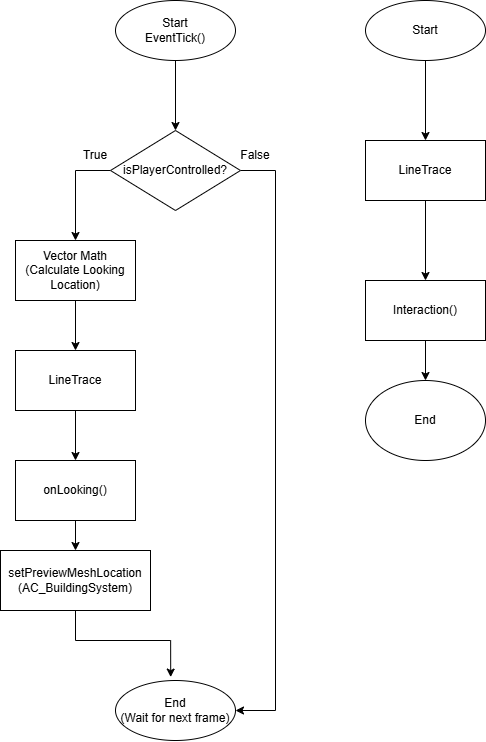 Start
EventTick()
True
isPlayerControlled?
False
Vector Math
(Calculate Looking
Location)
LineTrace
onLooking()
setPreviewMeshLocation
(AC_BuildingSystem)
End
(Wait for next frame)
Start
LineTrace
Interaction()
End